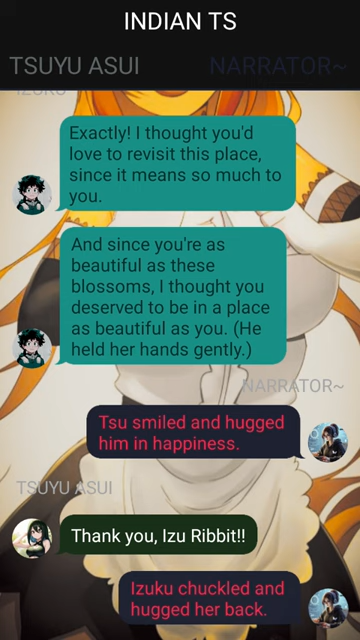 INDIAN TS
TSUYU ASUI
NARRATOR~
IZUKU
Exactly! I thought you'd
love to revisit this place,
since it means so much to
you.
And since you're as
beautiful as these
blossoms, I thought you
deserved to be in a place
as beautiful as you. (He
held her hands gently.)
NARRATOR~
Tsu smiled and hugged
him in happiness.
TSUYU ASUI
Thank you, Izu Ribbit!!
Izuku chuckled and
hugged her back.